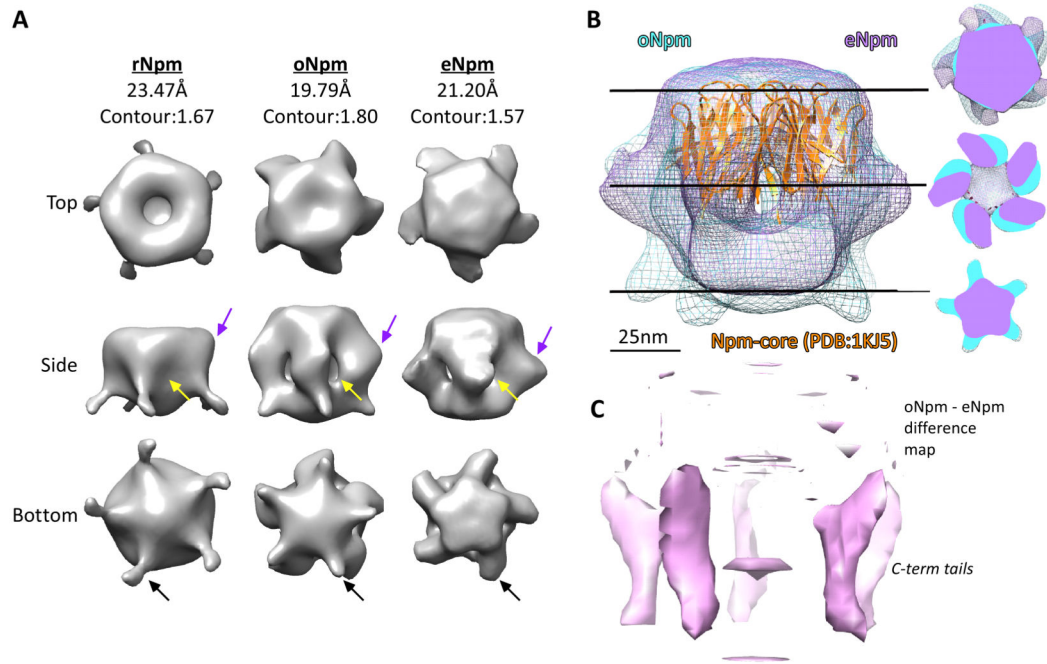 A
rNpm
23.47Å
Contour:1.67
oNpm
19.79Å
Contour:1.80
eNpm
21.20Å
Contour:1.57
Top
Side
Bottom
B
oNpm
eNpm
25nm
Npm-core (PDB:1KJ5)
C
oNpm - eNpm
difference
map
C-term tails